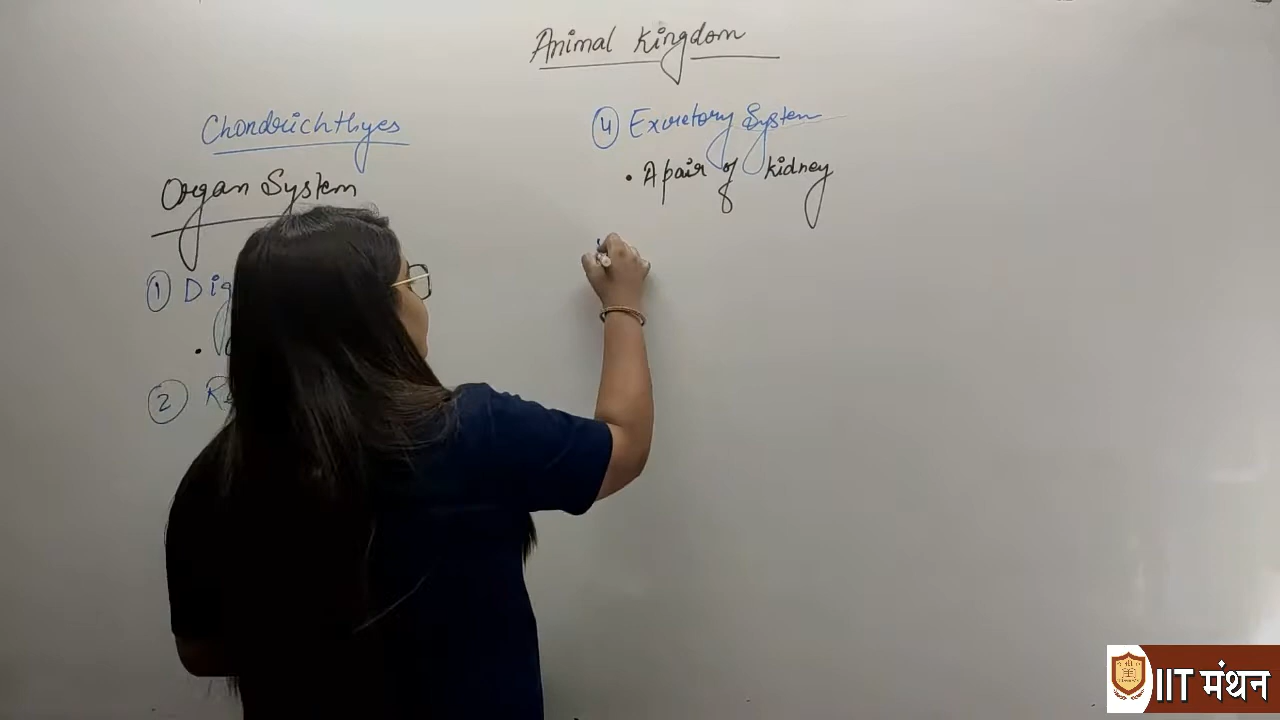 Animal Kingdom
Chondrichthyes
Organ System
① Dig
②
④ Excretory System
• A pair of kidney
IIT मंथन